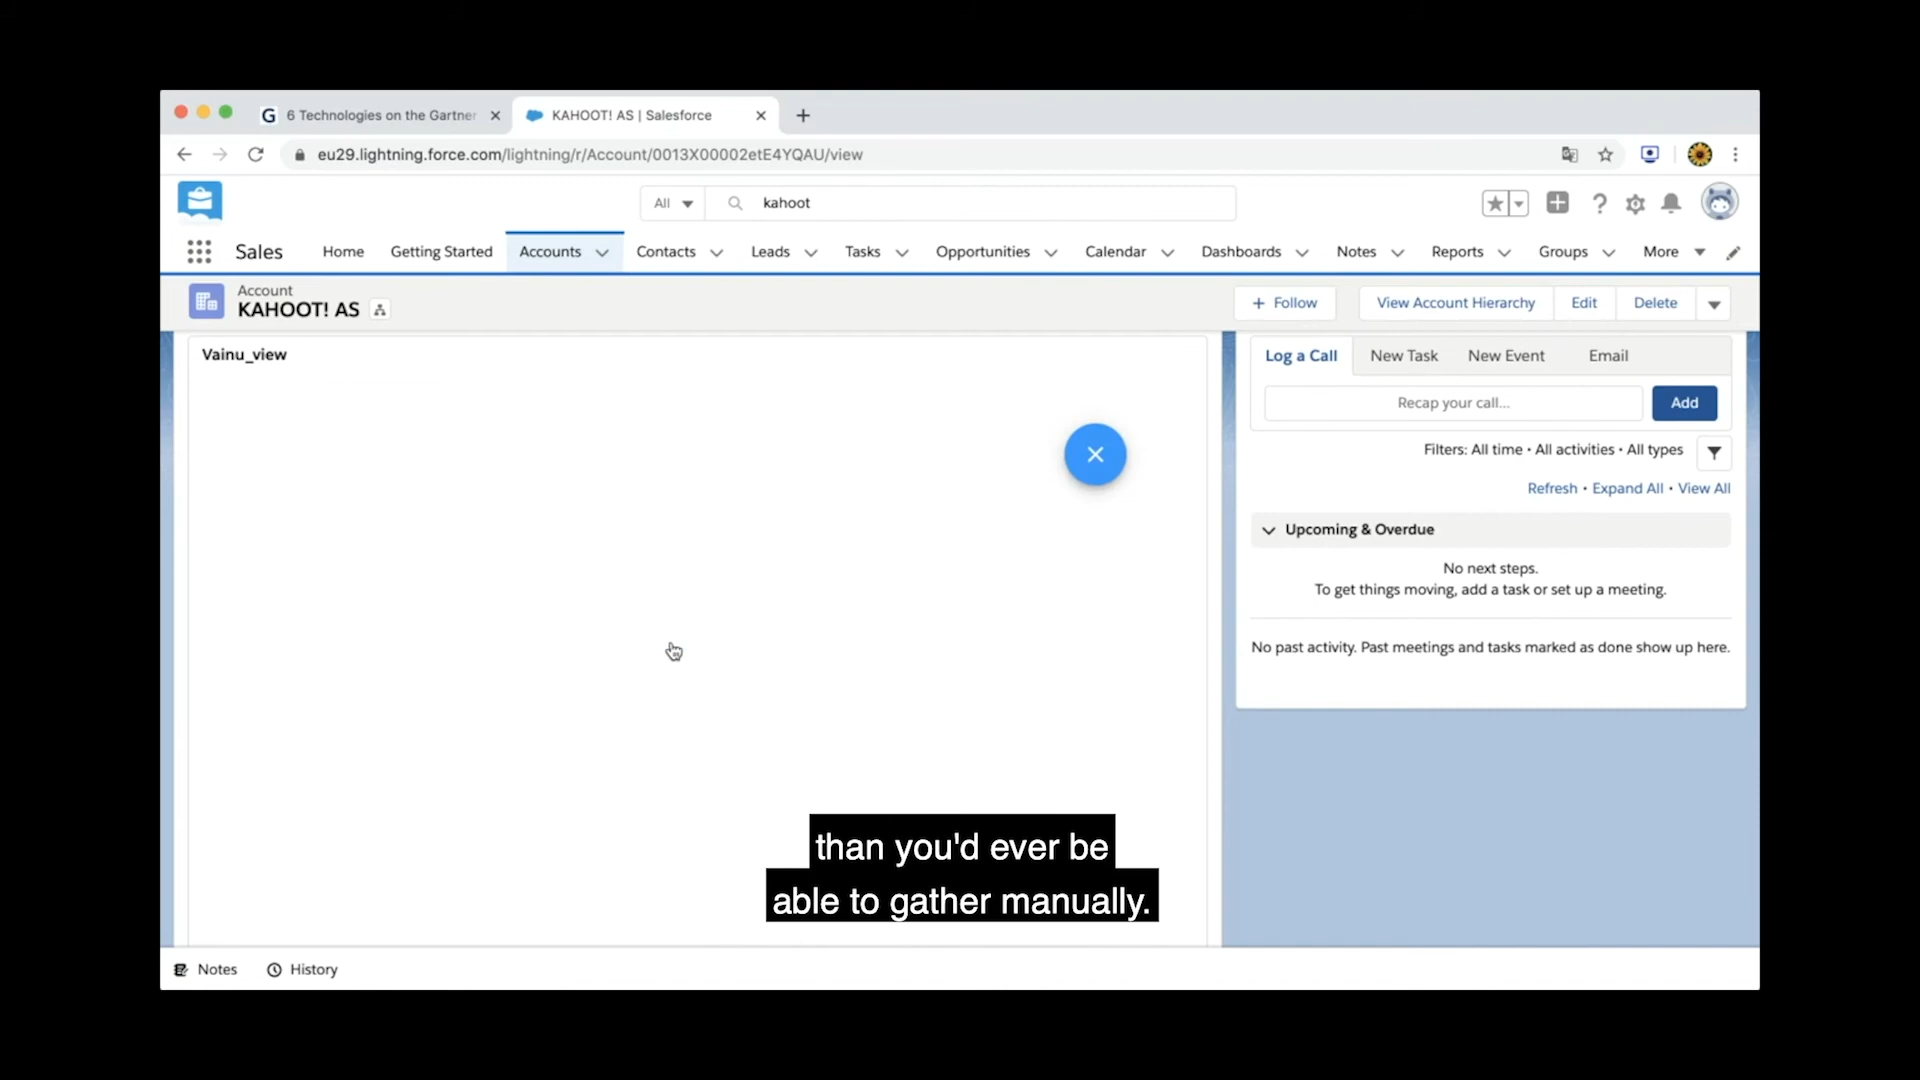 6 Technologies on the Gartner
KAHOOT! AS | Salesforce
eu29.lightning.force.com/lightning/r/Account/0013X00002etE4YQAU/view
All
kahoot
Sales
Home
Getting Started
Accounts
Contacts
Leads
Tasks
Opportunities
Calendar
Dashboards
Notes
Reports
Groups
More
Account
KAHOOT! AS
+ Follow
View Account Hierarchy
Edit
Delete
Vainu_view
Log a Call
New Task
New Event
Email
Recap your call...
Add
Filters: All time • All activities • All types
Refresh • Expand All • View All
Upcoming & Overdue
No next steps.
To get things moving, add a task or set up a meeting.
No past activity. Past meetings and tasks marked as done show up here.
than you'd ever be
able to gather manually.
Notes
History